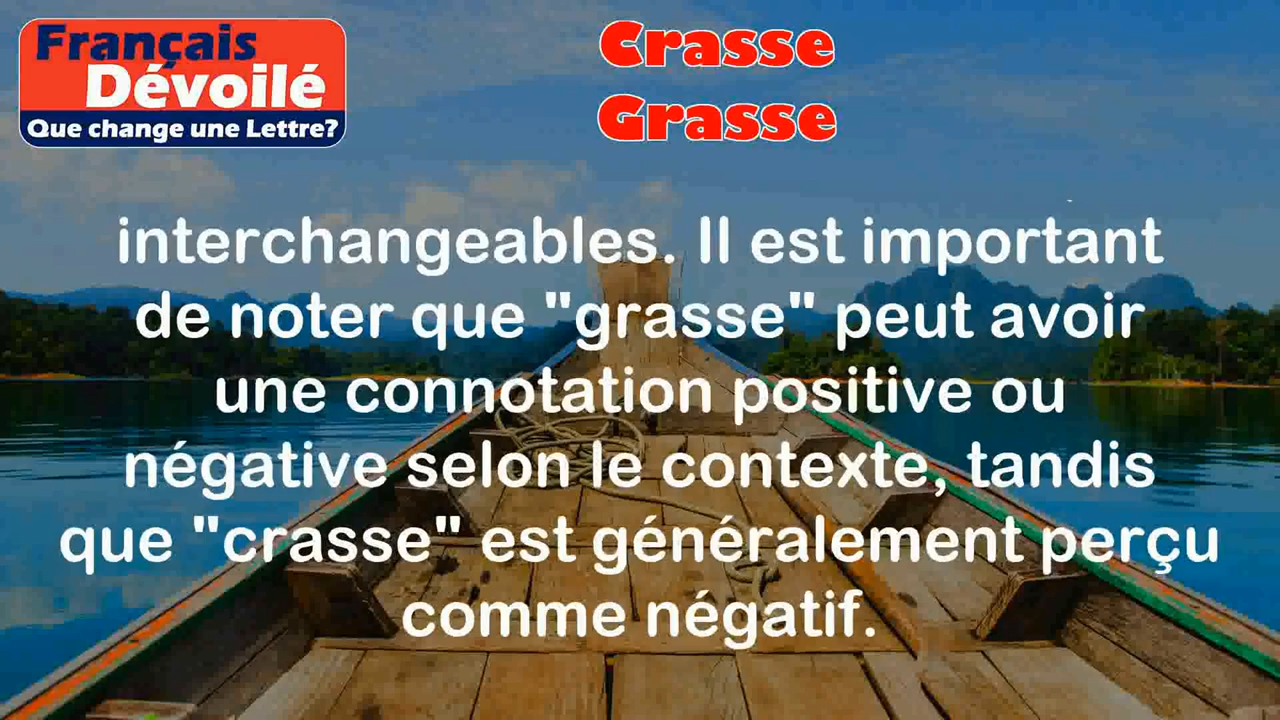 Français
Dévoilé
Que change une Lettre?
Crasse
Grasse
interchangeables. Il est important
de noter que "grasse" peut avoir
une connotation positive ou
négative selon le contexte, tandis
que "crasse" est généralement perçu
comme négatif.